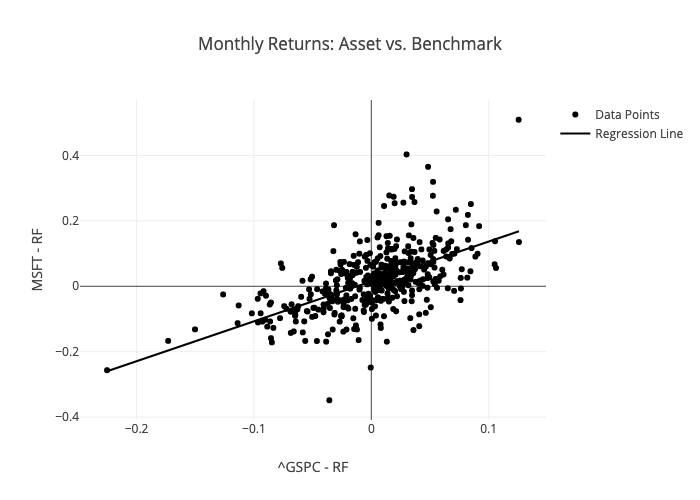 Monthly Returns: Asset vs. Benchmark
Data Points
Regression Line
MSFT - RF
0.4
0.2
0
−0.2
−0.4
−0.2
−0.1
0
0.1
^GSPC - RF